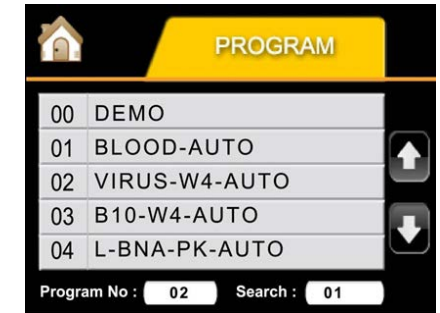 PROGRAM
00 DEMO
01 BLOOD-AUTO
02 VIRUS-W4-AUTO
03 B10-W4-AUTO
04 L-BNA-PK-AUTO
Program No : 02 Search : 01